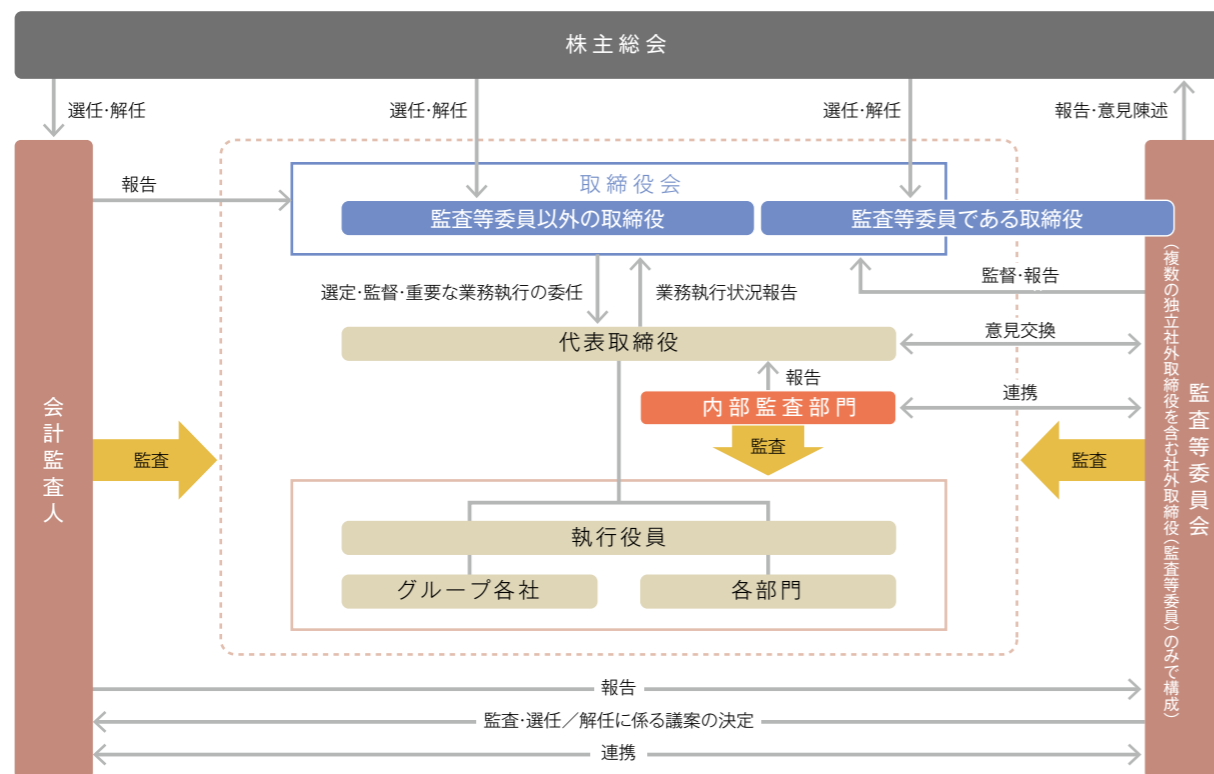 株主総会
選任・解任
選任・解任
選任・解任
報告・意見陳述
報告
取締役会
監査等委員以外の取締役
監査等委員である取締役
監督・報告
選定・監督・重要な業務執行の委任
業務執行状況報告
代表取締役
意見交換
報告
内部監査部門
連携
会計監査人
監査
監査
監査
監査等委員会
（複数の独立社外取締役を含む社外取締役（監査等委員）のみで構成）
執行役員
グループ各社
各部門
報告
監査・選任／解任に係る議案の決定
連携